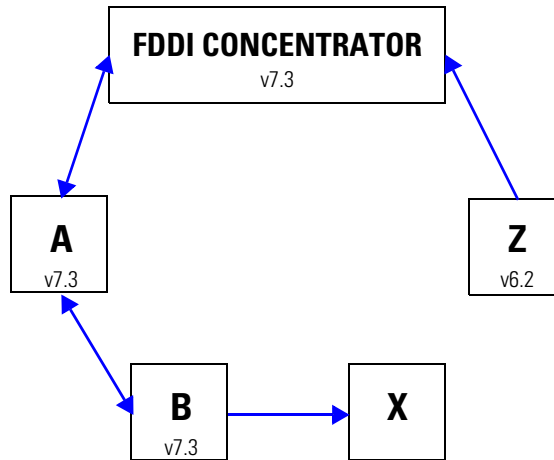 FDDI CONCENTRATOR
v7.3
A
v7.3
Z
v6.2
B
v7.3
X